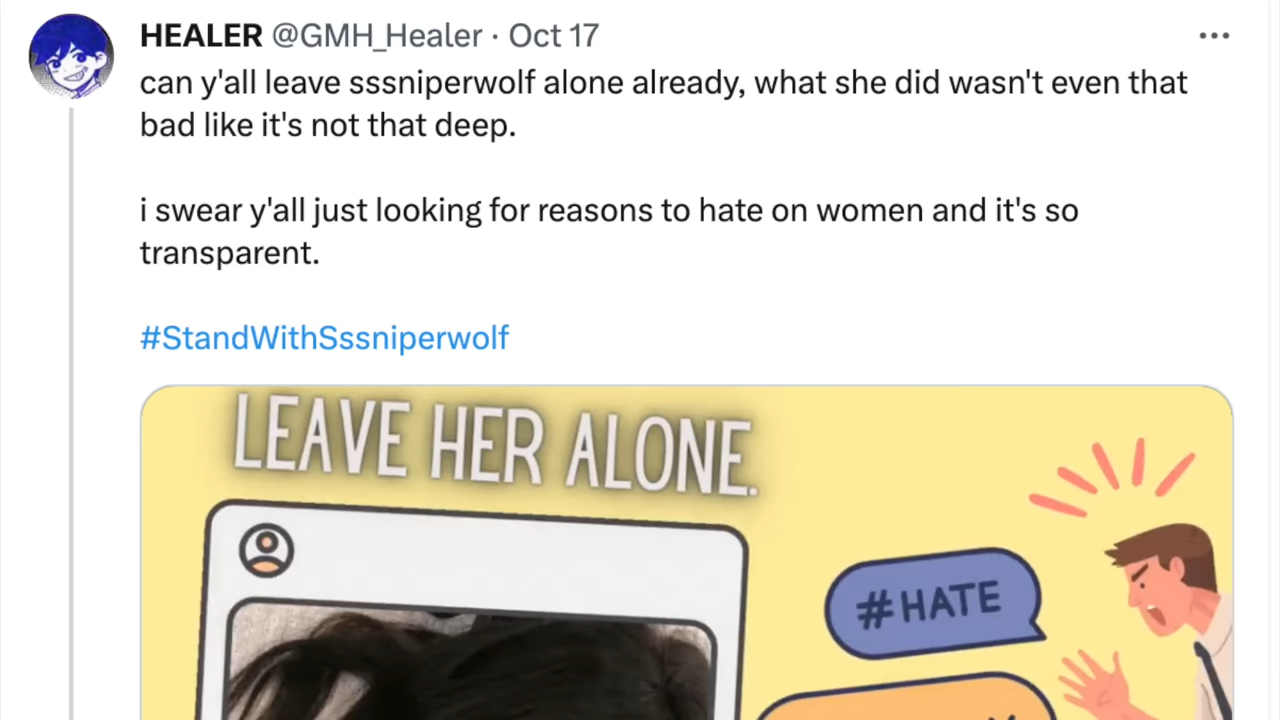 HEALER @GMH_Healer · Oct 17
can y'all leave sssniperwolf alone already, what she did wasn't even that
bad like it's not that deep.
i swear y'all just looking for reasons to hate on women and it's so
transparent.
#StandWithSssniperwolf
LEAVE HER ALONE.
#HATE